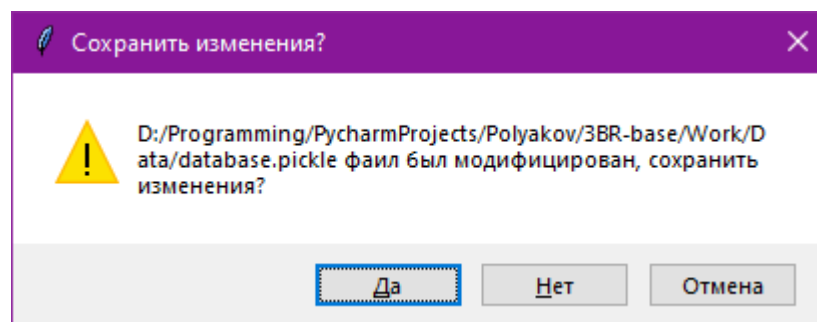 Сохранить изменения?
D:/Programming/PycharmProjects/Polyakov/3BR-base/Work/D
ata/database.pickle фаил был модифицирован, сохранить
изменения?
Да
Нет
Отмена